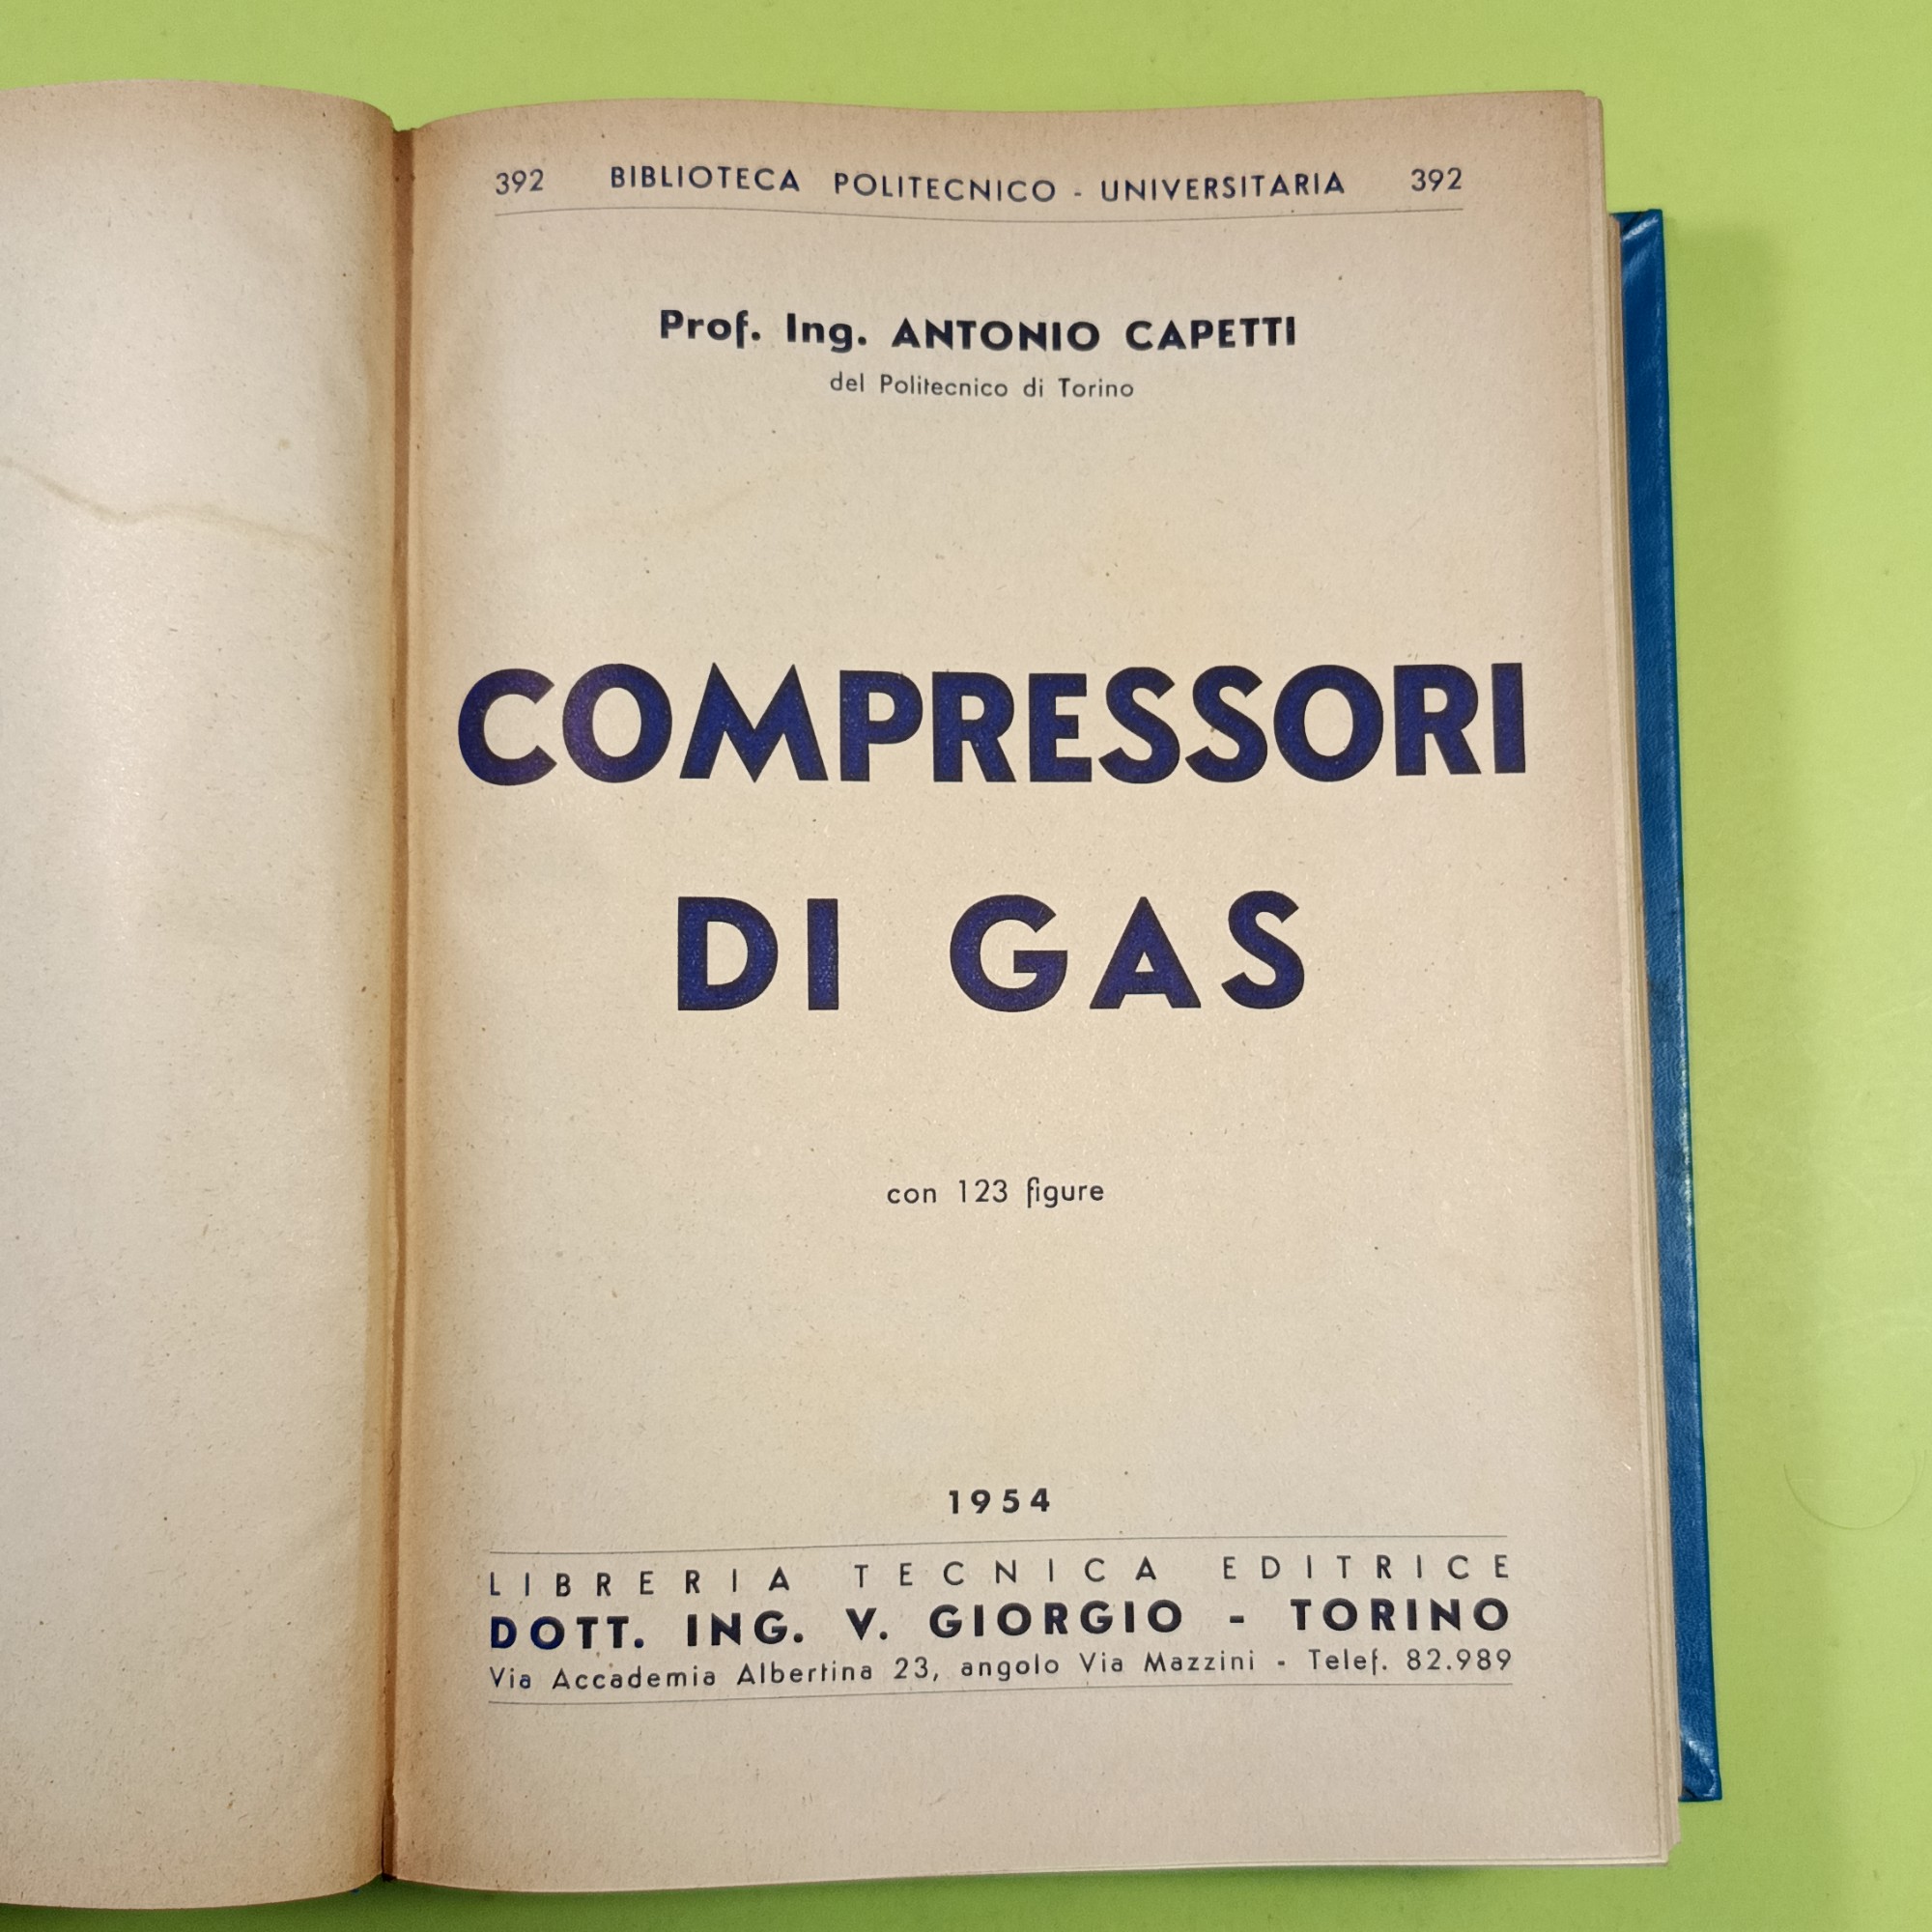 392 BIBLIOTECA POLITECNICO - UNIVERSITARIA 392
Prof. Ing. ANTONIO CAPETTI
del Politecnico di Torino
COMPRESSORI
DI GAS
con 123 figure
1954
LIBRERIA TECNICA EDITRICE
DOTT. ING. V. GIORGIO - TORINO
Via Accademia Albertina 23, angolo Via Mazzini - Telef. 82.989